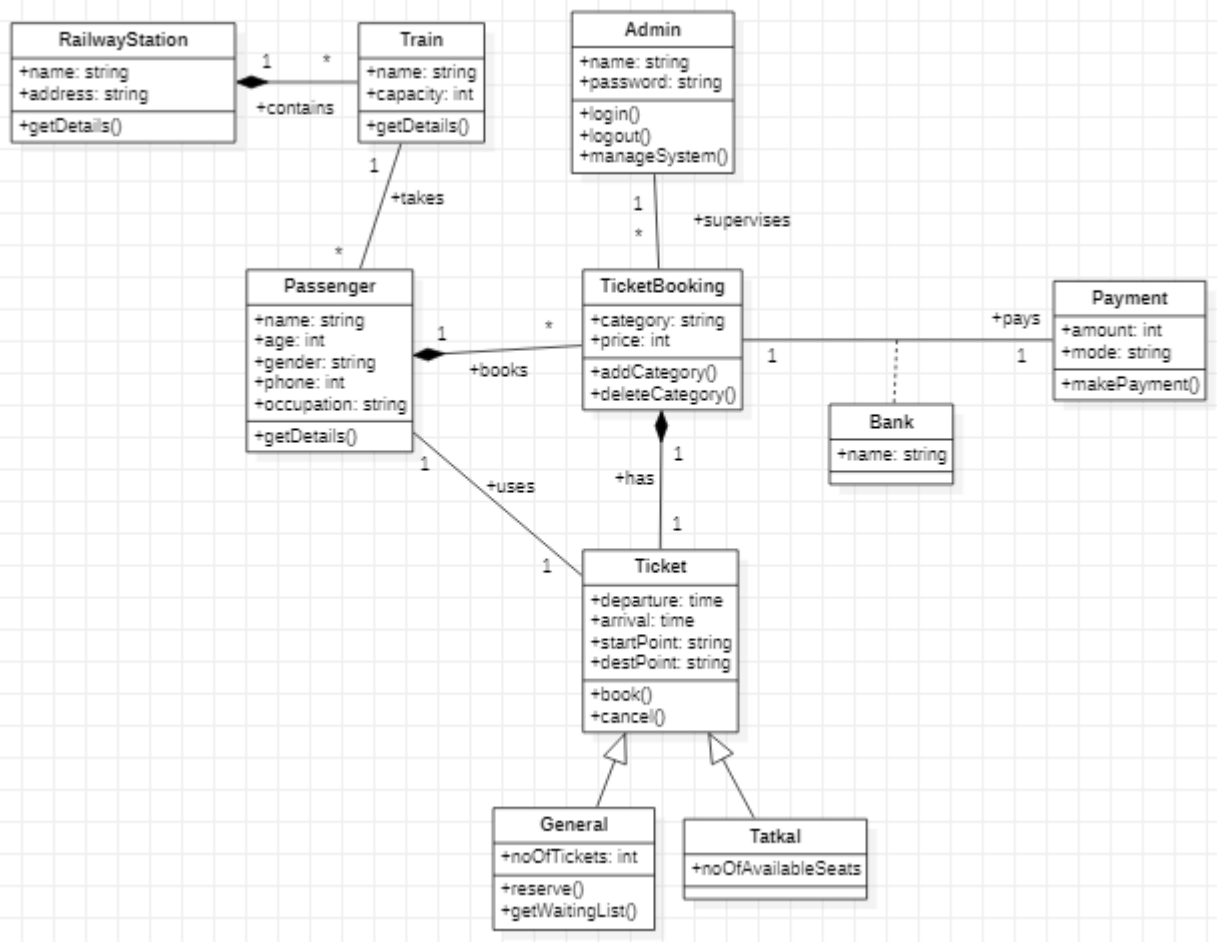 RailwayStation
+name: string
+address: string
+getDetails()
1
*
+contains
Train
+name: string
+capacity: int
+getDetails()
Admin
+name: string
+password: string
+login()
+logout()
+manageSystem()
1
+takes
*
1
*
+supervises
Passenger
+name: string
+age: int
+gender: string
+phone: int
+occupation: string
+getDetails()
1
*
+books
TicketBooking
+category: string
+price: int
+addCategory()
+deleteCategory()
1
+pays
1
Payment
+amount: int
+mode: string
+makePayment()
Bank
+name: string
1
+uses
1
1
+has
1
Ticket
+departure: time
+arrival: time
+startPoint: string
+destPoint: string
+book()
+cancel()
General
+noOfTickets: int
+reserve()
+getWaitingList()
Tatkal
+noOfAvailableSeats